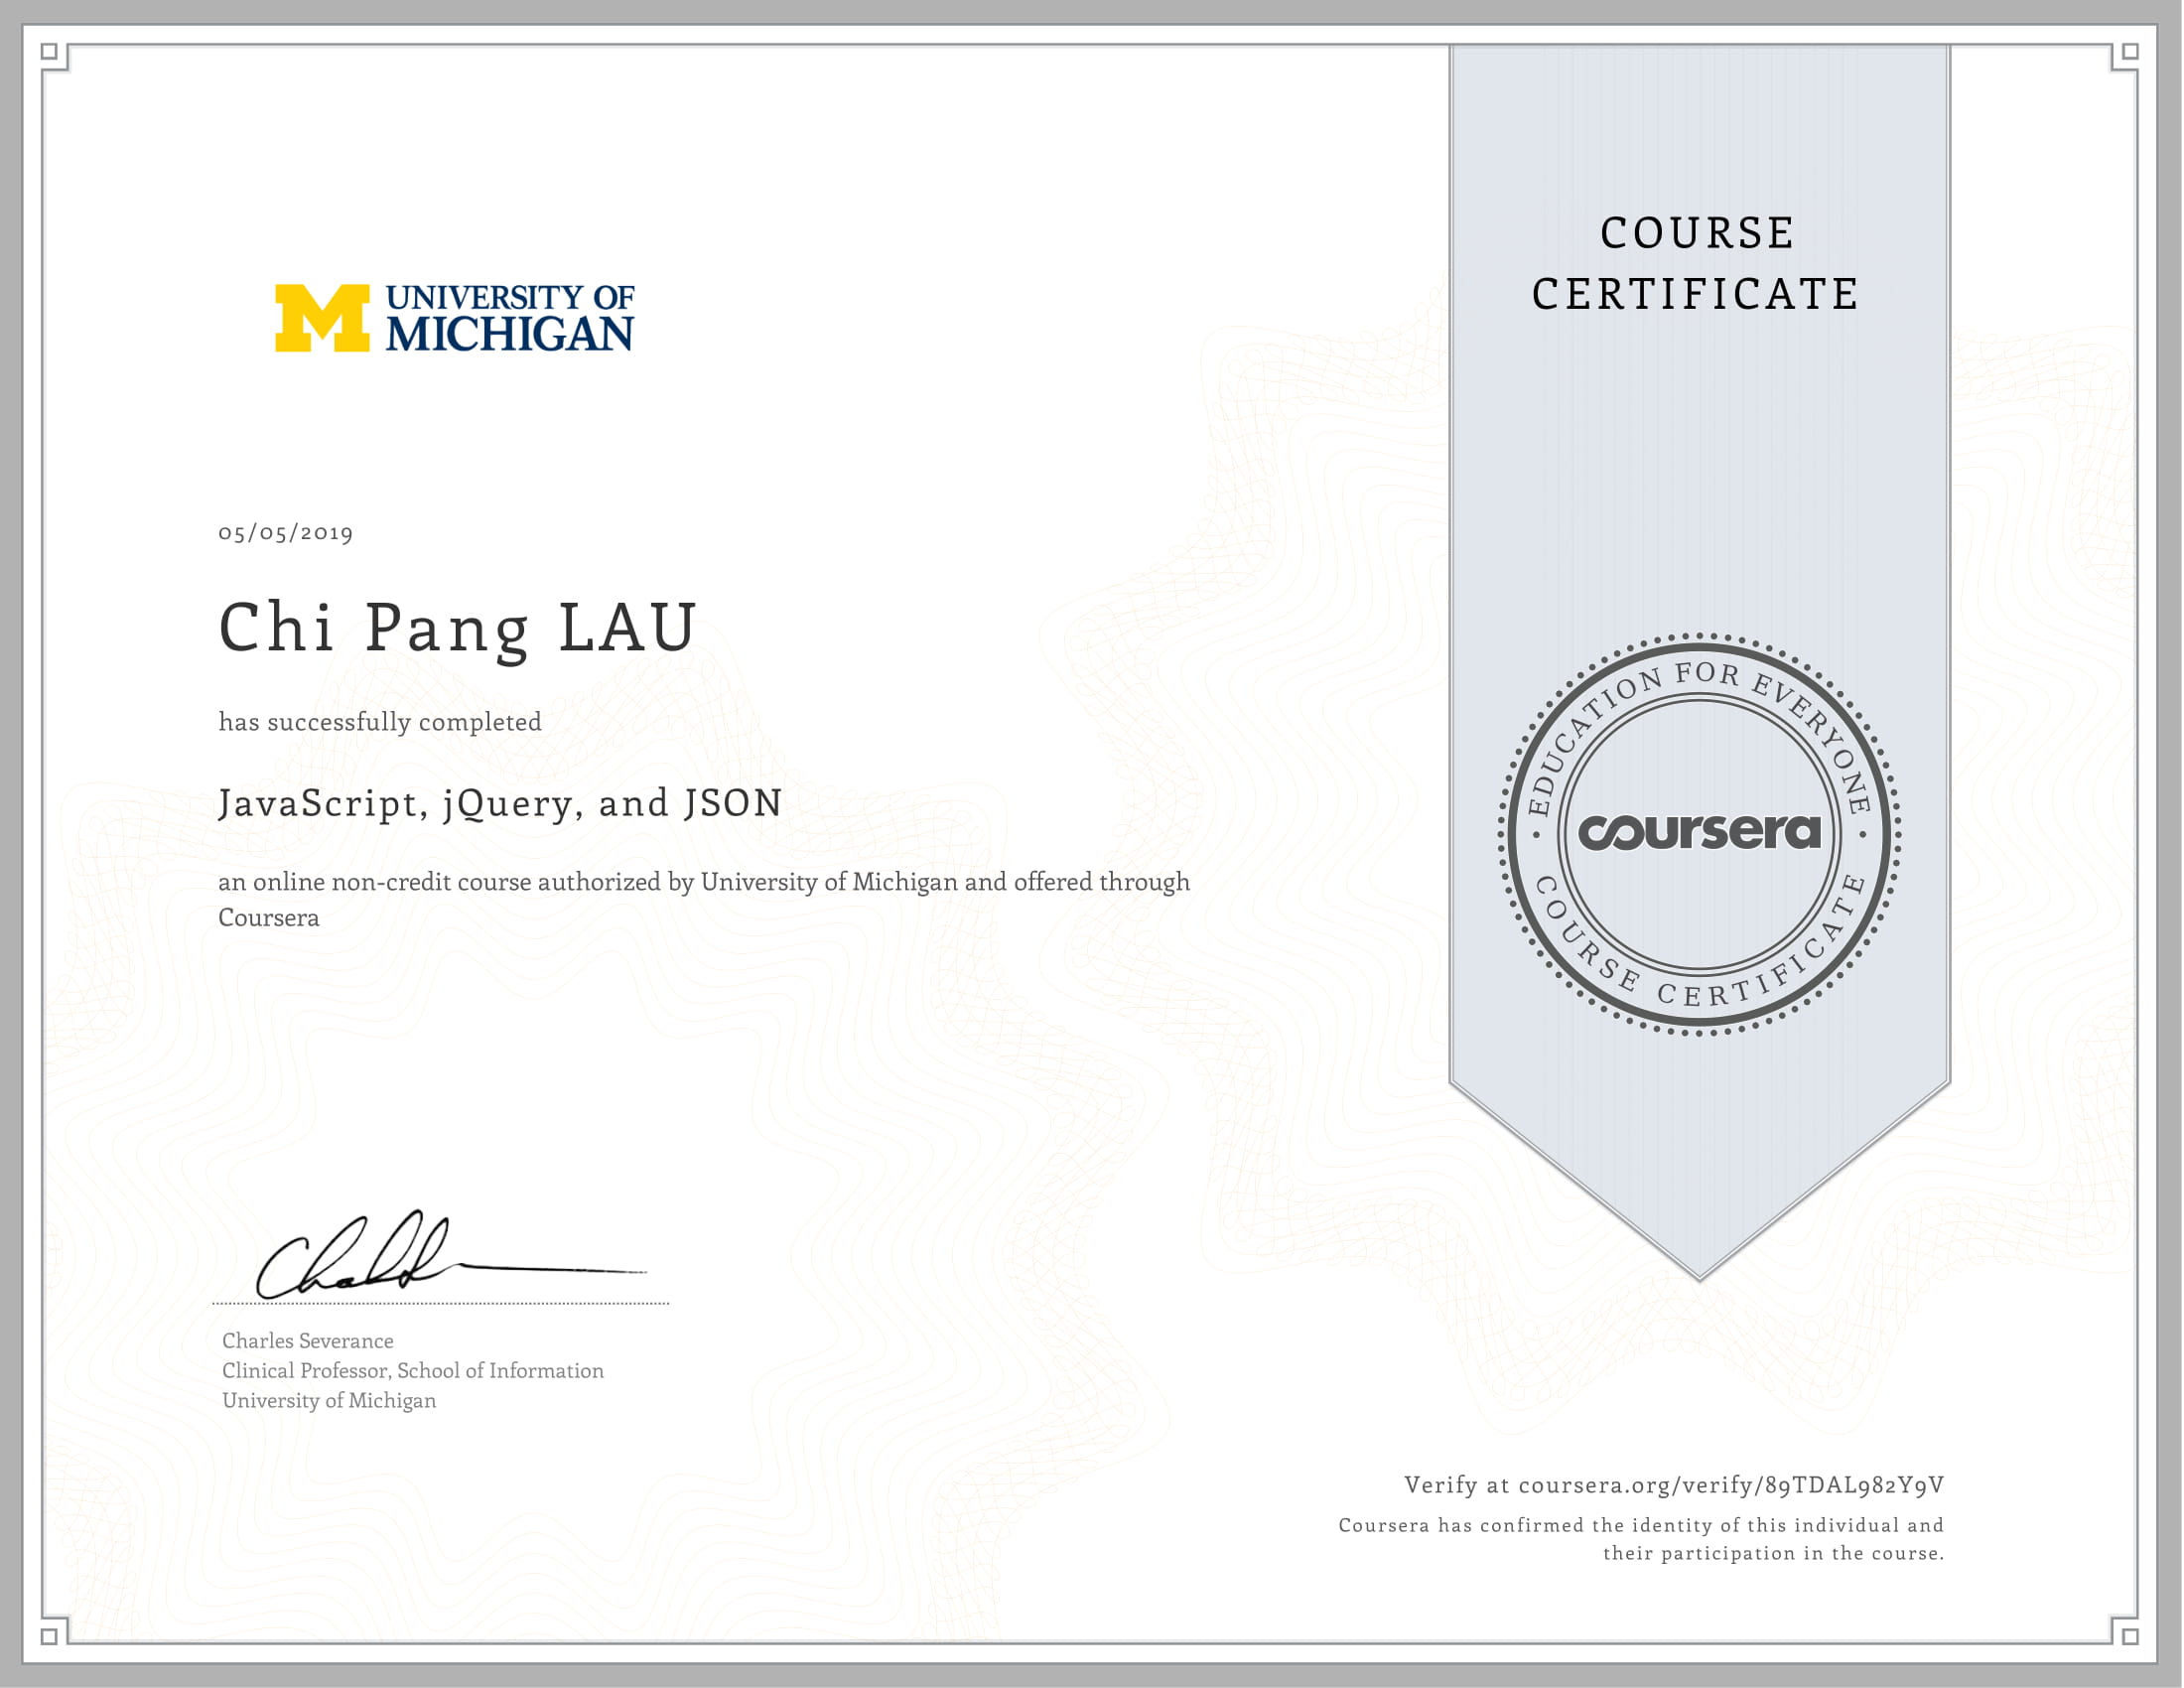 UNIVERSITY OF
MICHIGAN
COURSE
CERTIFICATE
05/05/2019
Chi Pang LAU
has successfully completed
JavaScript, jQuery, and JSON
an online non-credit course authorized by University of Michigan and offered through
Coursera
EDUCATION FOR EVERYONE
coursera
COURSE CERTIFICATE
Charles Severance
Clinical Professor, School of Information
University of Michigan
Verify at coursera.org/verify/89TDAL982Y9V
Coursera has confirmed the identity of this individual and
their participation in the course.